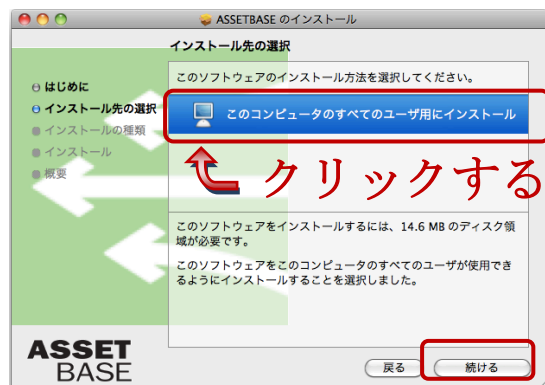 ASSETBASE のインストール
インストール先の選択
はじめに
インストール先の選択
インストールの種類
インストール
概要
このソフトウェアのインストール方法を選択してください。
このコンピュータのすべてのユーザ用にインストール
クリックする
このソフトウェアをインストールするには、14.6 MB のディスク領
域が必要です。
このソフトウェアをこのコンピュータのすべてのユーザが使用でき
るようにインストールすることを選択しました。
ASSET
BASE
戻る
続ける